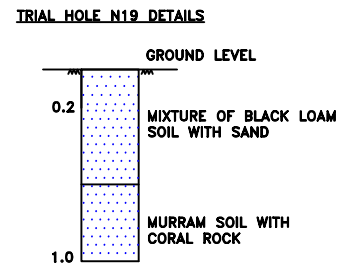 TRIAL HOLE N19 DETAILS
GROUND LEVEL
0.2
MIXTURE OF BLACK LOAM
SOIL WITH SAND
MURRAM SOIL WITH
CORAL ROCK
1.0